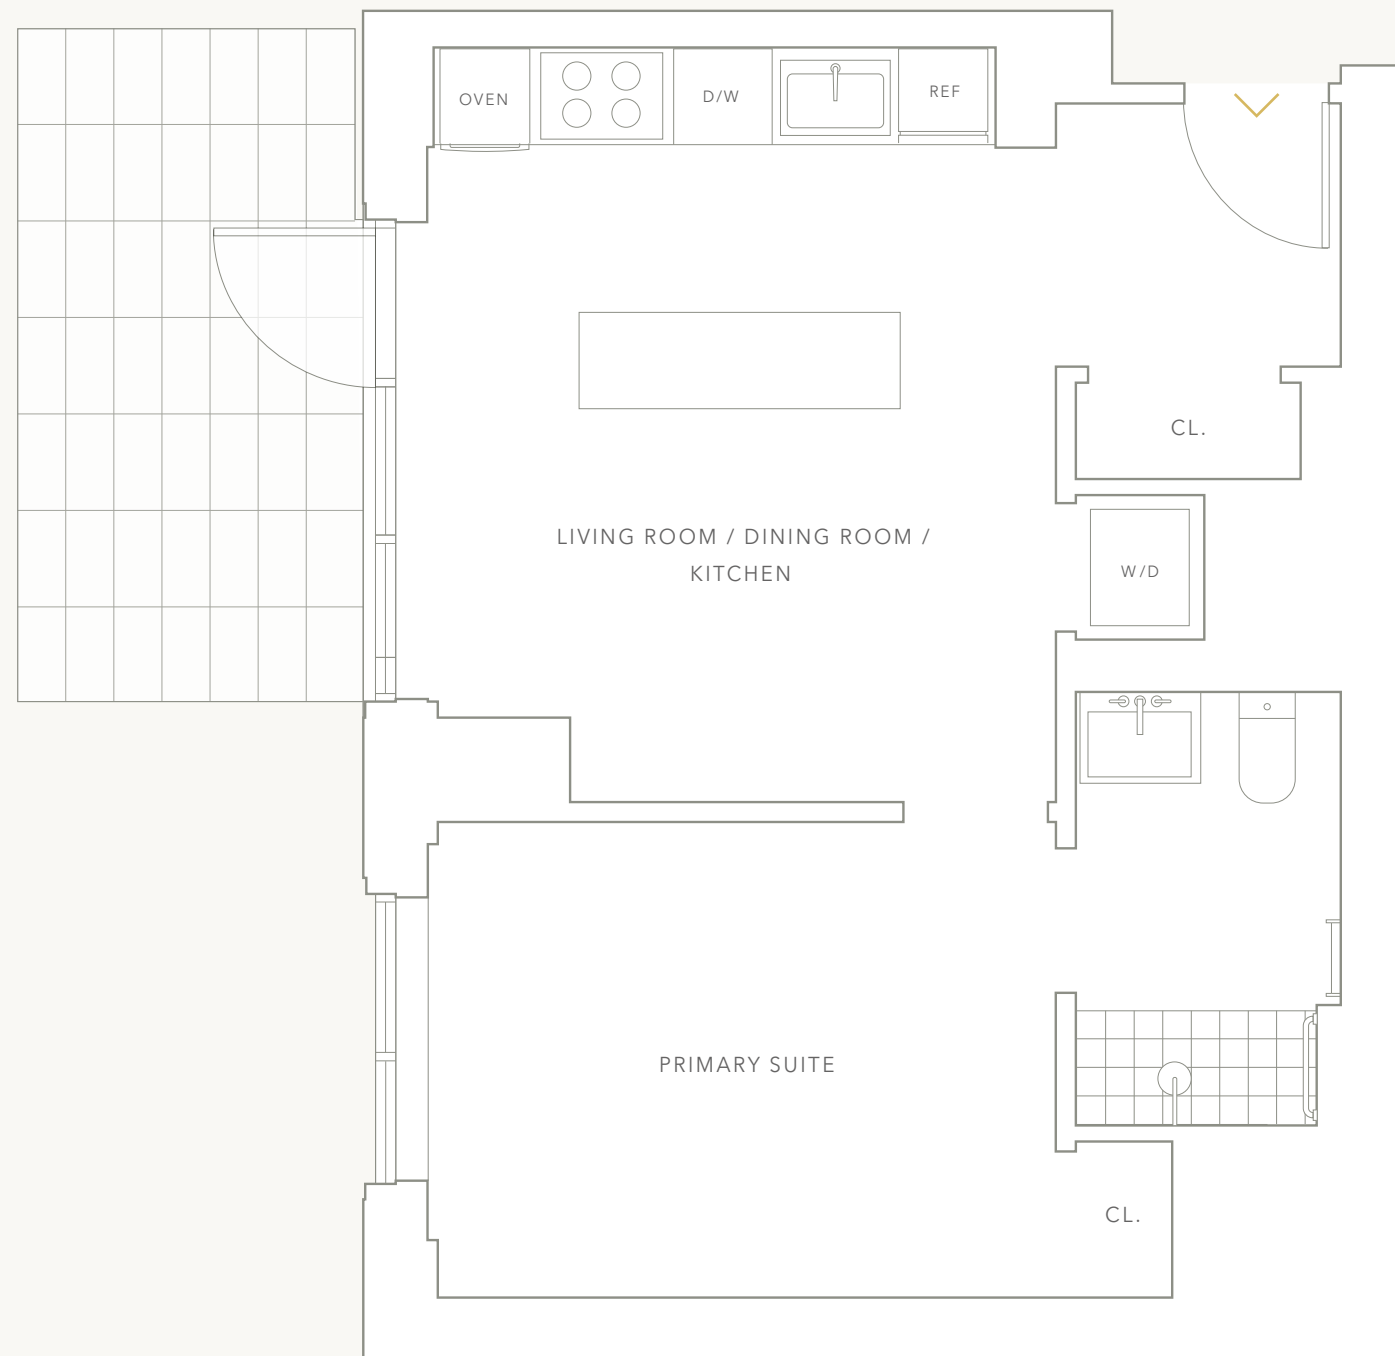 OVEN
D/W
REF
CL.
LIVING ROOM / DINING ROOM /
KITCHEN
W/D
PRIMARY SUITE
CL.